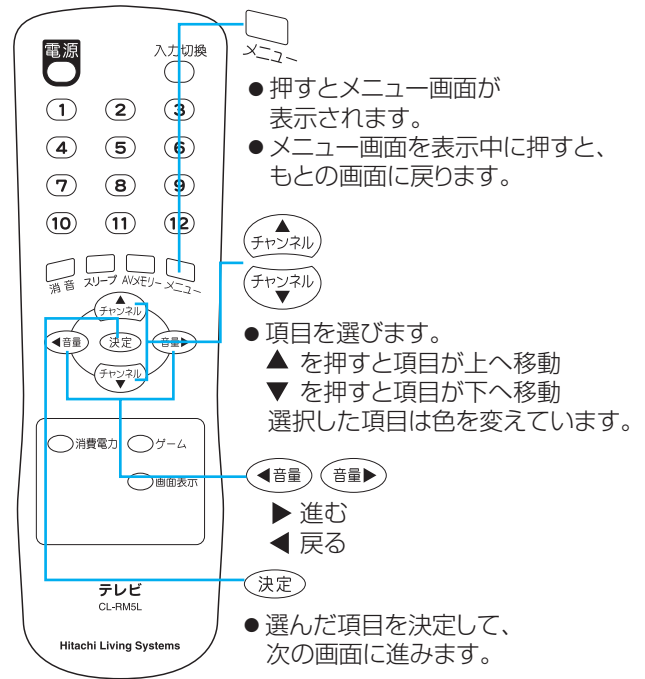 電源
入力切換
1 2 3
4 5 6
7 8 9
10 11 12
消音 スリープ AVメモリー メニュー
▲
チャンネル
◀音量 決定 音量▶
チャンネル
▼
消費電力 ゲーム
画面表示
テレビ
CL-RM5L
Hitachi Living Systems
メニュー
●押すとメニュー画面が
表示されます。
●メニュー画面を表示中に押すと、
もとの画面に戻ります。
▲
チャンネル
チャンネル
▼
●項目を選びます。
▲ を押すと項目が上へ移動
▼ を押すと項目が下へ移動
選択した項目は色を変えています。
◀音量 音量▶
▶ 進む
◀ 戻る
決定
●選んだ項目を決定して、
次の画面に進みます。